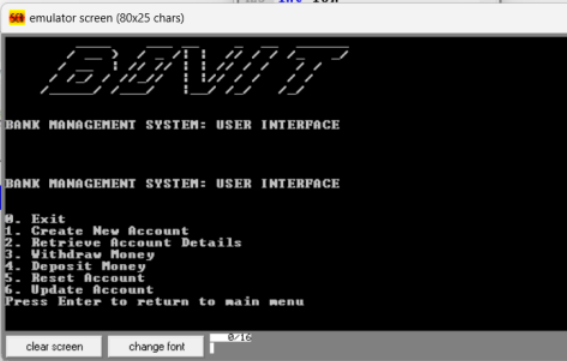 emulator screen (80x25 chars)
BANK MANAGEMENT SYSTEM: USER INTERFACE
BANK MANAGEMENT SYSTEM: USER INTERFACE
0. Exit
1. Create New Account
2. Retrieve Account Details
3. Withdraw Money
4. Deposit Money
5. Reset Account
6. Update Account
Press Enter to return to main menu
clear screen
change font
0/16